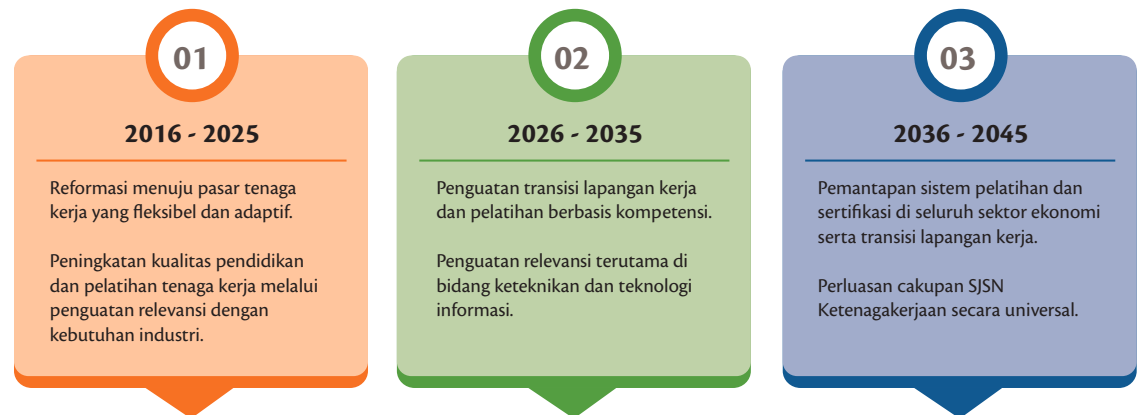 01
2016 - 2025
Reformasi menuju pasar tenaga
kerja yang fleksibel dan adaptif.
Peningkatan kualitas pendidikan
dan pelatihan tenaga kerja melalui
penguatan relevansi dengan
kebutuhan industri.
02
2026 - 2035
Penguatan transisi lapangan kerja
dan pelatihan berbasis kompetensi.
Penguatan relevansi terutama di
bidang keteknikan dan teknologi
informasi.
03
2036 - 2045
Pemantapan sistem pelatihan dan
sertifikasi di seluruh sektor ekonomi
serta transisi lapangan kerja.
Perluasan cakupan SJSN
Ketenagakerjaan secara universal.